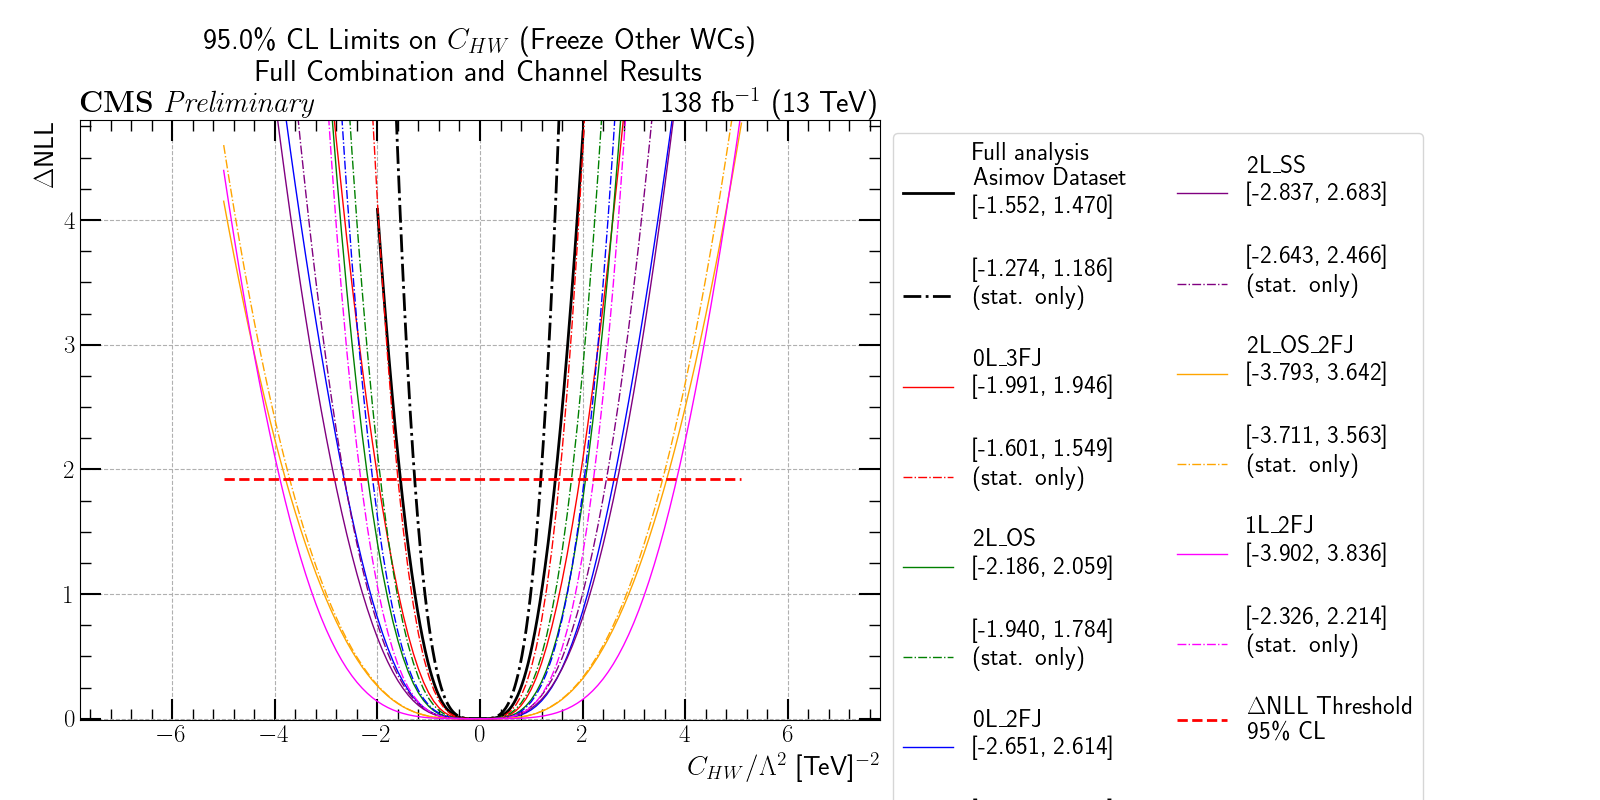 95.0% CL Limits on C_{HW} (Freeze Other WCs)
Full Combination and Channel Results
CMS Preliminary
138 fb^{-1} (13 TeV)
ΔNLL
4
3
2
1
0
−6
−4
−2
0
2
4
6
C_{HW}/Λ^2 [TeV]^{-2}
Full analysis
Asimov Dataset
[-1.552, 1.470]
[-1.274, 1.186]
(stat. only)
0L_3FJ
[-1.991, 1.946]
[-1.601, 1.549]
(stat. only)
2L_OS
[-2.186, 2.059]
[-1.940, 1.784]
(stat. only)
0L_2FJ
[-2.651, 2.614]
2L_SS
[-2.837, 2.683]
[-2.643, 2.466]
(stat. only)
2L_OS_2FJ
[-3.793, 3.642]
[-3.711, 3.563]
(stat. only)
1L_2FJ
[-3.902, 3.836]
[-2.326, 2.214]
(stat. only)
ΔNLL Threshold
95% CL